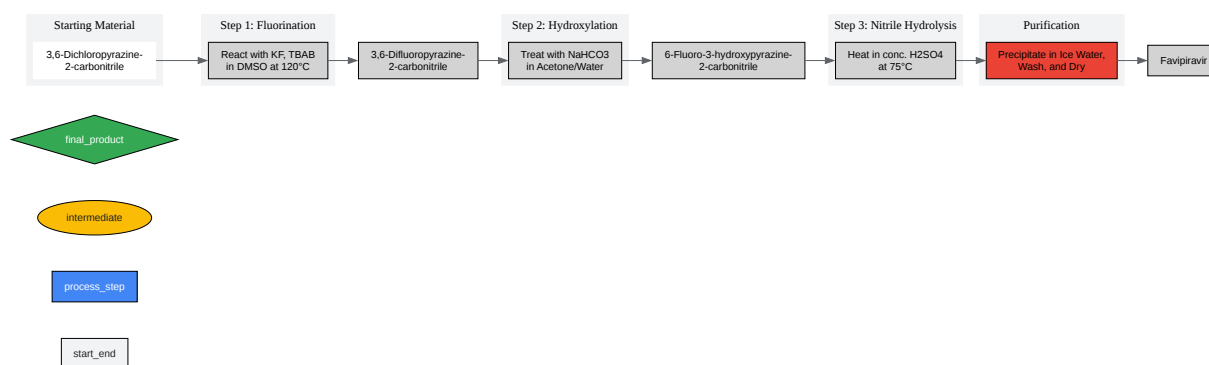 Starting Material
3,6-Dichloropyrazine-
2-carbonitrile
Step 1: Fluorination
React with KF, TBAB
in DMSO at 120°C
3,6-Difluoropyrazine-
2-carbonitrile
Step 2: Hydroxylation
Treat with NaHCO3
in Acetone/Water
6-Fluoro-3-hydroxypyrazine-
2-carbonitrile
Step 3: Nitrile Hydrolysis
Heat in conc. H2SO4
at 75°C
Purification
Precipitate in Ice Water,
Wash, and Dry
Favipiravir
final_product
intermediate
process_step
start_end